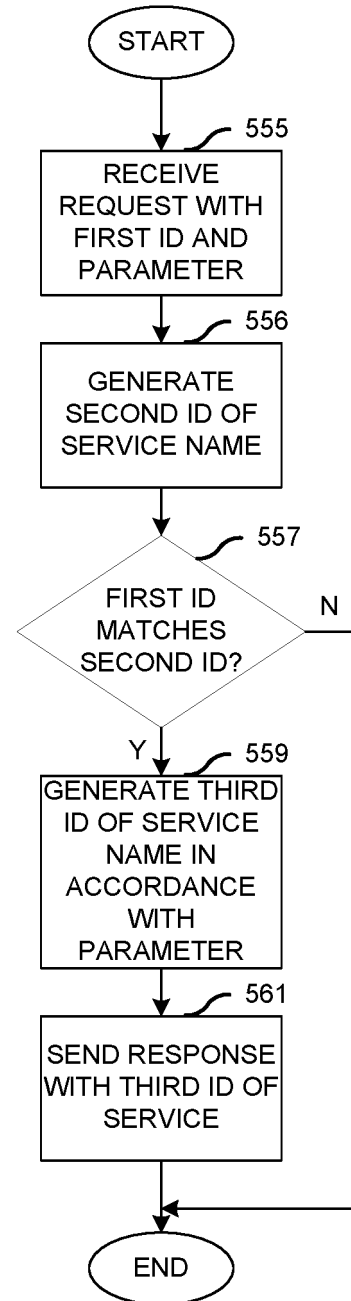 START
555
RECEIVE
REQUEST WITH
FIRST ID AND
PARAMETER
556
GENERATE
SECOND ID OF
SERVICE NAME
557
FIRST ID
MATCHES
SECOND ID?
N
Y
559
GENERATE THIRD
ID OF SERVICE
NAME IN
ACCORDANCE
WITH
PARAMETER
561
SEND RESPONSE
WITH THIRD ID OF
SERVICE
END